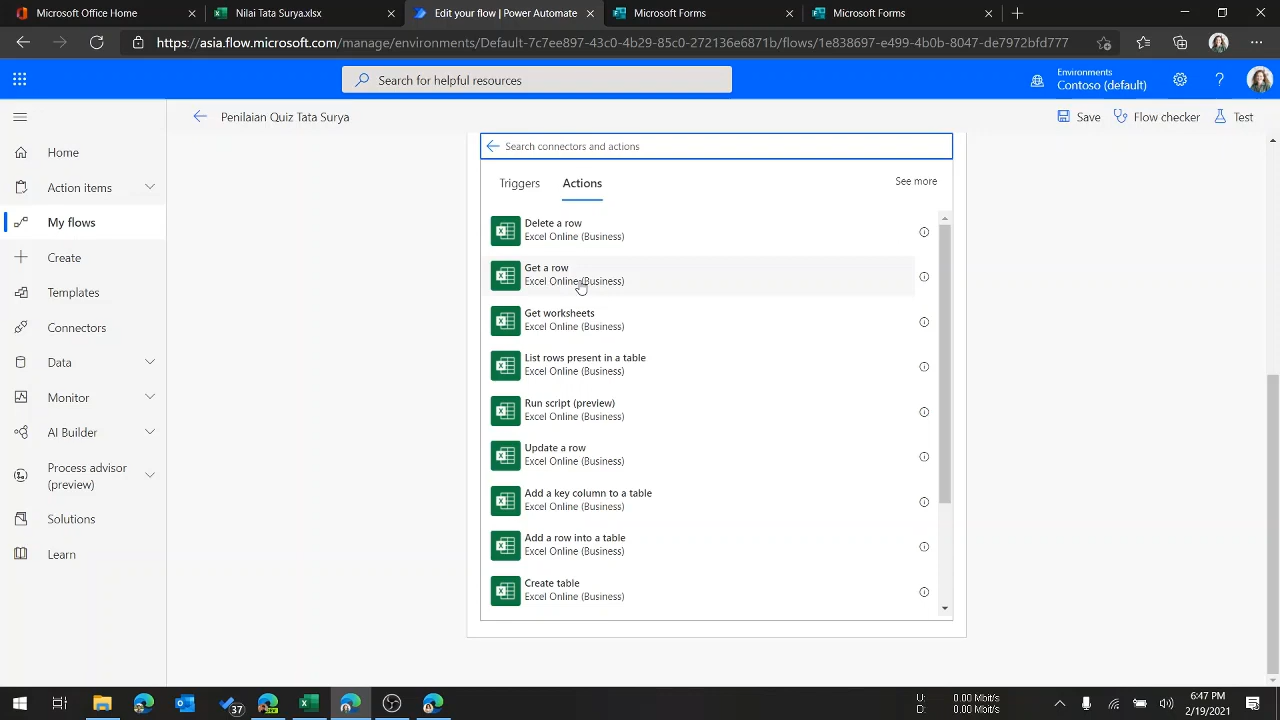 Microsoft Office Home
Nilai Tata Surya.xlsx
Edit your flow | Power Automate
Microsoft Forms
Microsoft Forms
https://asia.flow.microsoft.com/manage/environments/Default-7c7ee897-43c0-4b29-85c0-272136e6871b/flows/1e838697-e499-4b0b-8047-de7972bfd777
Search for helpful resources
Environments
Contoso (default)
Penilaian Quiz Tata Surya
Save
Flow checker
Test
Home
Action items
My flows
Create
Templates
Connectors
Data
Monitor
AI Builder
Process advisor
(preview)
Solutions
Learn
Search connectors and actions
Triggers
Actions
See more
Delete a row
Excel Online (Business)
Get a row
Excel Online (Business)
Get worksheets
Excel Online (Business)
List rows present in a table
Excel Online (Business)
Run script (preview)
Excel Online (Business)
Update a row
Excel Online (Business)
Add a key column to a table
Excel Online (Business)
Add a row into a table
Excel Online (Business)
Create table
Excel Online (Business)
37
U: 0.00 Mbit/s
D: 0.00 Mbit/s
6:47 PM
2/19/2021